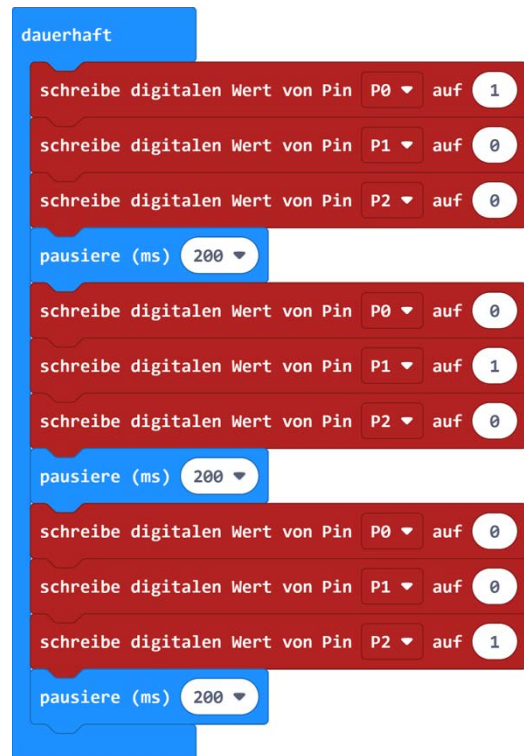 dauerhaft
schreibe digitalen Wert von Pin P0 auf 1
schreibe digitalen Wert von Pin P1 auf 0
schreibe digitalen Wert von Pin P2 auf 0
pausiere (ms) 200
schreibe digitalen Wert von Pin P0 auf 0
schreibe digitalen Wert von Pin P1 auf 1
schreibe digitalen Wert von Pin P2 auf 0
pausiere (ms) 200
schreibe digitalen Wert von Pin P0 auf 0
schreibe digitalen Wert von Pin P1 auf 0
schreibe digitalen Wert von Pin P2 auf 1
pausiere (ms) 200